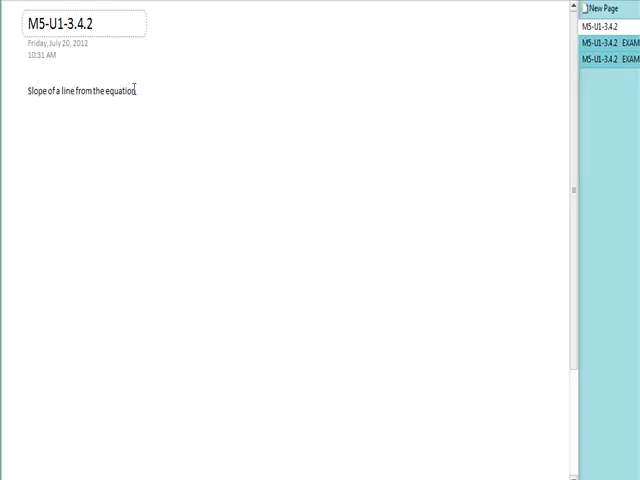 M5-U1-3.4.2
Friday, July 20, 2012
10:31 AM
Slope of a line from the equation
New Page
M5-U1-3.4.2
M5-U1-3.4.2 EXAM
M5-U1-3.4.2 EXAM